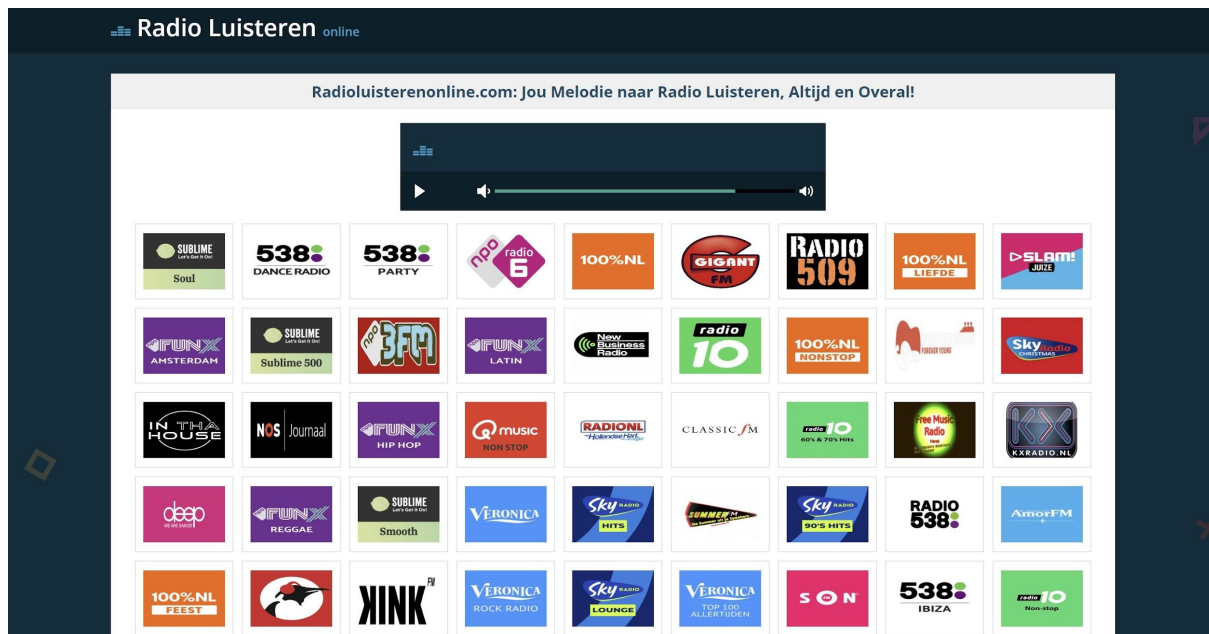 Radio Luisteren online
Radioluisterenonline.com: Jou Melodie naar Radio Luisteren, Altijd en Overal!
SUBLIME
Let's Get It On!
Soul
538
DANCE RADIO
538
PARTY
npo radio 6
100%NL
GIGANT
FM
RADIO
509
100%NL
LIEFDE
SLAM!
JUIZE
FUNX
AMSTERDAM
SUBLIME
Let's Get It On!
Sublime 500
npo 3FM
FUNX
LATIN
New
Business
Radio
radio
10
100%NL
NONSTOP
FOREVER YOUNG
Sky Radio
CHRISTMAS
IN THA
HOUSE
NOS Journaal
FUNX
HIP HOP
Q music
NON STOP
RADIONL
Hollandse Hart
CLASSIC fM
radio 10
60's & 70's Hits
Free Music
Radio
KX
KXRADIO.NL
deep
WE ARE DANCE
FUNX
REGGAE
SUBLIME
Let's Get It On!
Smooth
VERONICA
Sky RADIO
HITS
SUMMER FM
Sky RADIO
90'S HITS
RADIO
538
AmorFM
100%NL
FEEST
KINK FM
VERONICA
ROCK RADIO
Sky RADIO
LOUNGE
VERONICA
TOP 100
ALLERTIJDEN
SON
538
IBIZA
radio 10
Non-stop